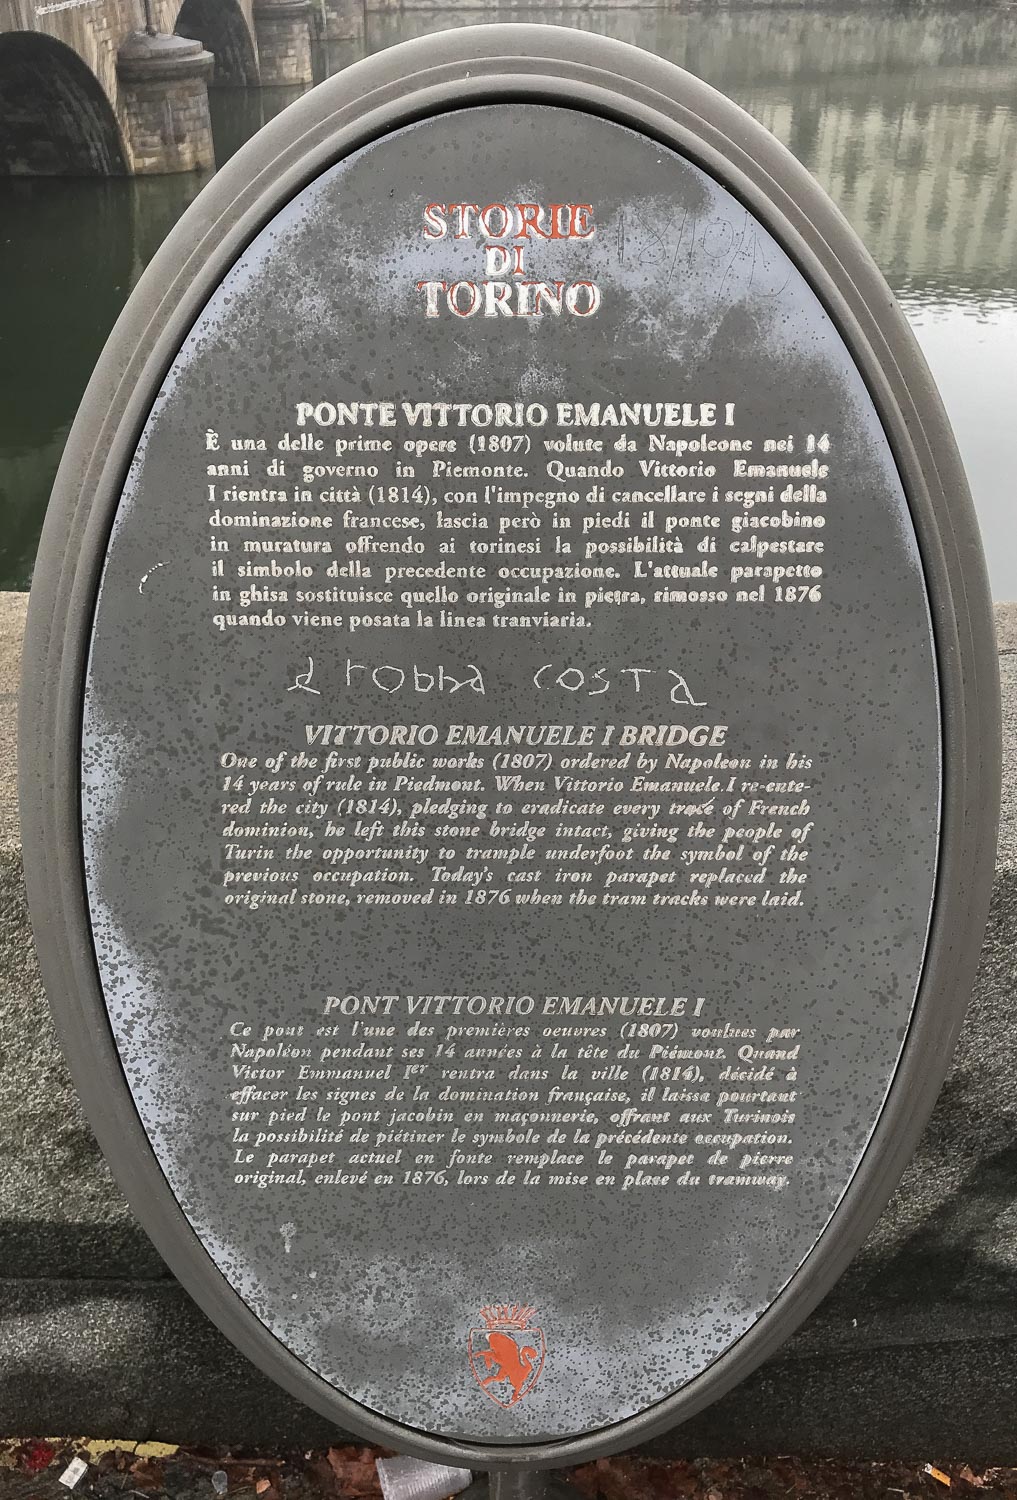 STORIE
DI
TORINO
PONTE VITTORIO EMANUELE I
È una delle prime opere (1807) volute da Napoleone nei 14
anni di governo in Piemonte. Quando Vittorio Emanuele
I rientra in città (1814), con l'impegno di cancellare i segni della
dominazione francese, lascia però in piedi il ponte giacobino
in muratura offrendo ai torinesi la possibilità di calpestare
il simbolo della precedente occupazione. L'attuale parapetto
in ghisa sostituisce quello originale in pietra, rimosso nel 1876
quando viene posata la linea tranviaria.
COSTA
VITTORIO EMANUELE I BRIDGE
One of the first public works (1807) ordered by Napoleon in his
14 years of rule in Piedmont. When Vittorio Emanuele I re-ente-
red the city (1814), pledging to eradicate every trace of French
dominion, he left this stone bridge intact, giving the people of
Turin the opportunity to trample underfoot the symbol of the
previous occupation. Today's cast iron parapet replaced the
original stone, removed in 1876 when the tram tracks were laid.
PONT VITTORIO EMANUELE I
Ce pont est l'une des premières oeuvres (1807) voulues par
Napoléon pendant ses 14 années à la tête du Piémont. Quand
Victor Emmanuel Ier rentra dans la ville (1814), décidé à
effacer les signes de la domination française, il laissa pourtant
sur pied le pont jacobin en maçonnerie, offrant aux Turinois
la possibilité de piétiner le symbole de la précédente occupation.
Le parapet actuel en fonte remplace le parapet de pierre
original, enlevé en 1876, lors de la mise en place du tramway.